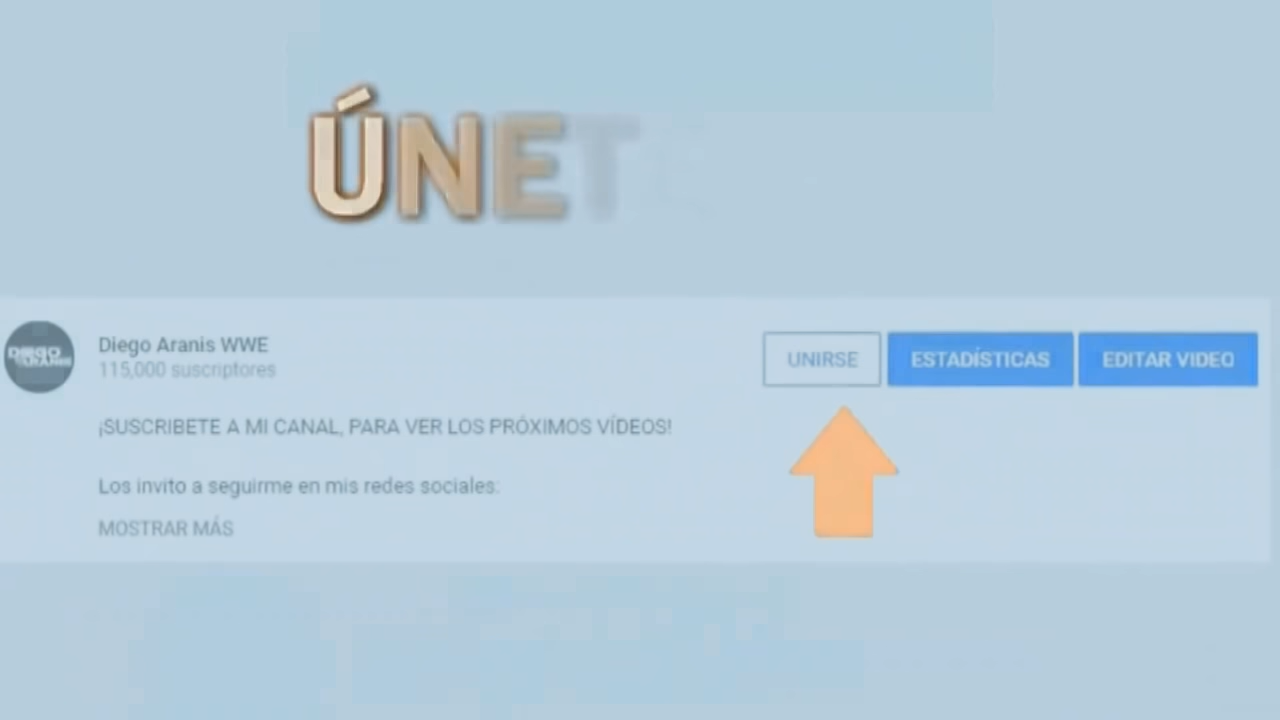 ÚNETE
Diego Aranis WWE
115,000 suscriptores
UNIRSE
ESTADÍSTICAS
EDITAR VIDEO
¡SUSCRIBETE A MI CANAL, PARA VER LOS PRÓXIMOS VÍDEOS!
Los invito a seguirme en mis redes sociales:
MOSTRAR MÁS